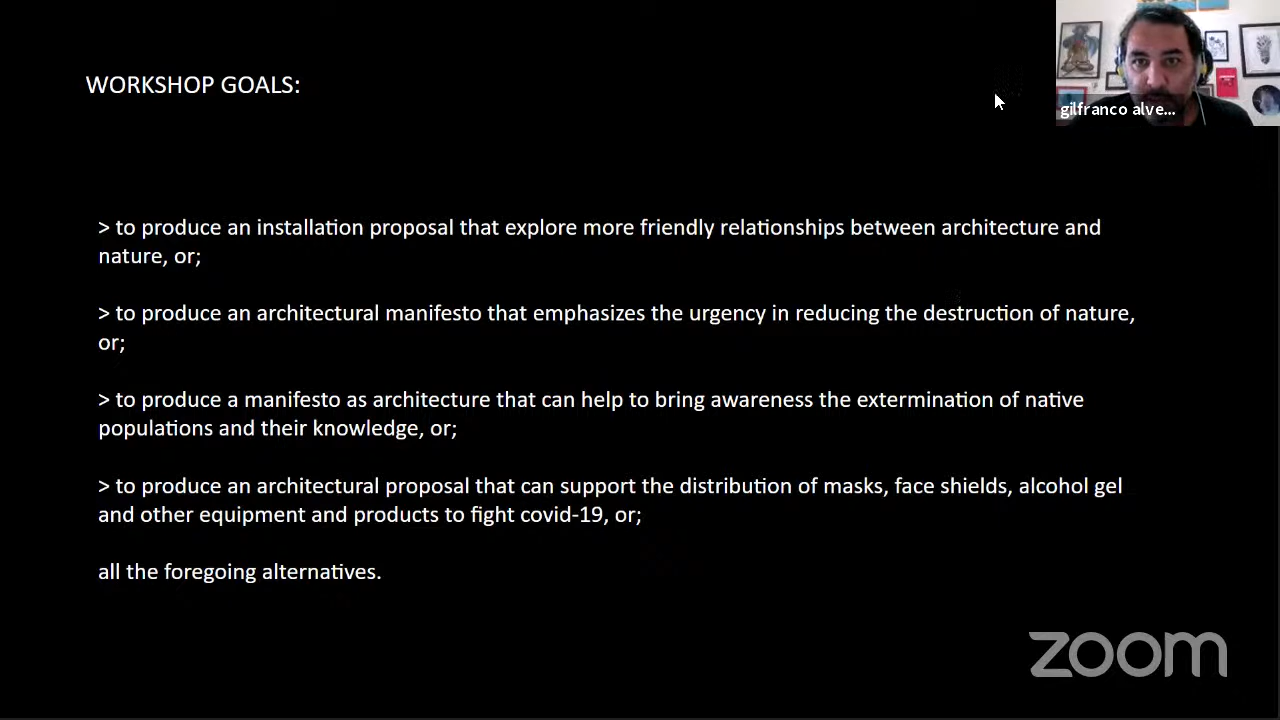 WORKSHOP GOALS:
gilfranco alve...
> to produce an installation proposal that explore more friendly relationships between architecture and
nature, or;
> to produce an architectural manifesto that emphasizes the urgency in reducing the destruction of nature,
or;
> to produce a manifesto as architecture that can help to bring awareness the extermination of native
populations and their knowledge, or;
> to produce an architectural proposal that can support the distribution of masks, face shields, alcohol gel
and other equipment and products to fight covid-19, or;
all the foregoing alternatives.
zoom